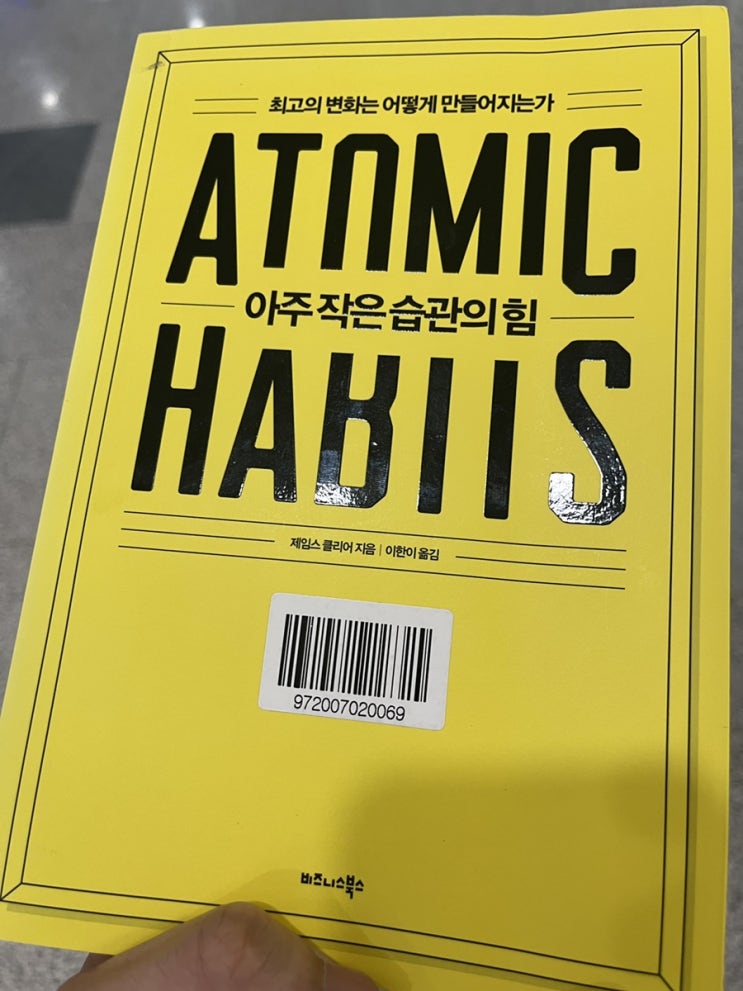 최고의 변화는 어떻게 만들어지는가
ATOMIC
아주 작은 습관의 힘
HABITS
제임스 클리어 지음 | 이한이 옮김
972007020069
비즈니스북스